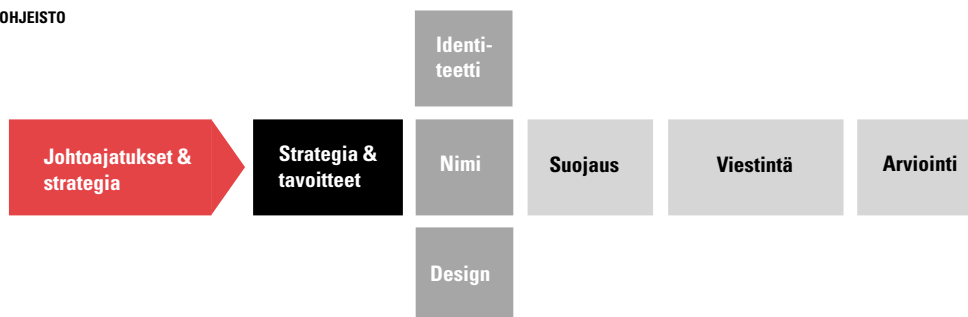 OHJEISTO
Identi-
teetti
Johtoajatukset &
strategia
Strategia &
tavoitteet
Nimi
Suojaus
Viestintä
Arviointi
Design